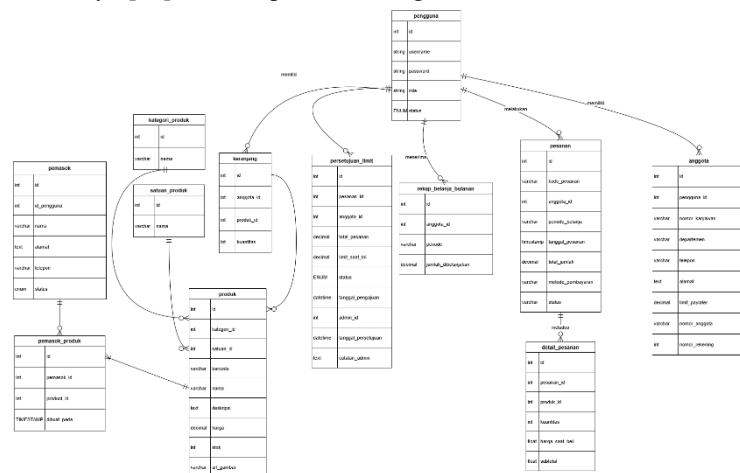 pengguna
int id
string username
string password
string role
ENUM status
memiliki
melakukan
memiliki
menerima
kategori_produk
int id
varchar nama
satuan_produk
int id
varchar nama
keranjang
int id
int anggota_id
int produk_id
int kuantitas
persetujuan_limit
int id
int pesanan_id
int anggota_id
decimal total_pesanan
decimal limit_saat_ini
ENUM status
datetime tanggal_pengajuan
int admin_id
datetime tanggal_persetujuan
text catatan_admin
rekap_belanja_bulanan
int id
int anggota_id
varchar periode
decimal jumlah_dibelanjakan
pesanan
int id
varchar kode_pesanan
int anggota_id
varchar periode_belanja
timestamp tanggal_pesanan
decimal total_jumlah
varchar metode_pembayaran
varchar status
anggota
int id
int pengguna_id
varchar nomor_karyawan
varchar departemen
varchar telepon
text alamat
decimal limit_paylater
varchar nomor_anggota
int nomor_rekening
pemasok
int id
int id_pengguna
varchar nama
text alamat
varchar telepon
enum status
pemasok_produk
int id
int pemasok_id
int produk_id
TIMESTAMP dibuat_pada
produk
int id
int kategori_id
int satuan_id
varchar barcode
varchar nama
text deskripsi
decimal harga
int stok
varchar url_gambar
detail_pesanan
int id
int pesanan_id
int produk_id
int kuantitas
float harga_saat_beli
float subtotal